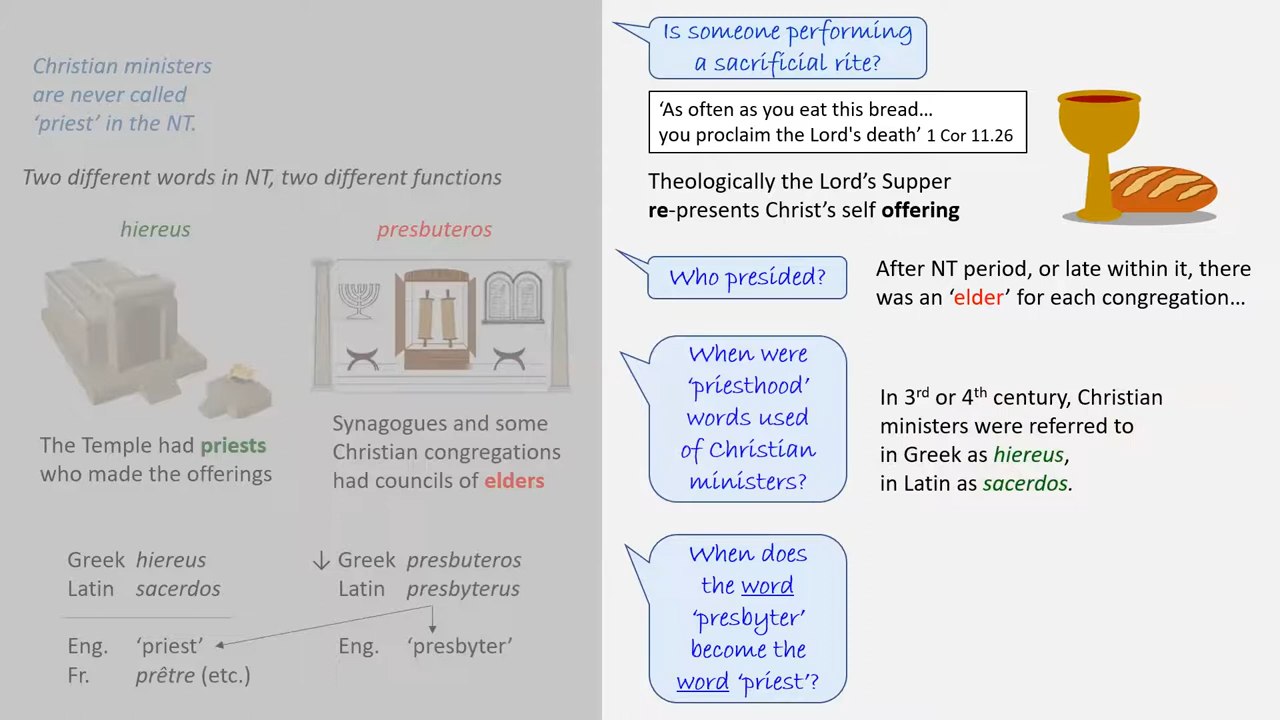 Christian ministers
are never called
‘priest’ in the NT.
Two different words in NT, two different functions
hiereus
presbuteros
The Temple had priests
who made the offerings
Synagogues and some
Christian congregations
had councils of elders
Greek hiereus
Latin sacerdos
Eng. ‘priest’
Fr. prêtre (etc.)
↓ Greek presbuteros
Latin presbyterus
Eng. ‘presbyter’
Is someone performing
a sacrificial rite?
‘As often as you eat this bread…
you proclaim the Lord's death’ 1 Cor 11.26
Theologically the Lord’s Supper
re-presents Christ’s self offering
Who presided?
After NT period, or late within it, there
was an ‘elder’ for each congregation…
When were
‘priesthood’
words used
of Christian
ministers?
In 3rd or 4th century, Christian
ministers were referred to
in Greek as hiereus,
in Latin as sacerdos.
When does
the word
‘presbyter’
become the
word ‘priest’?